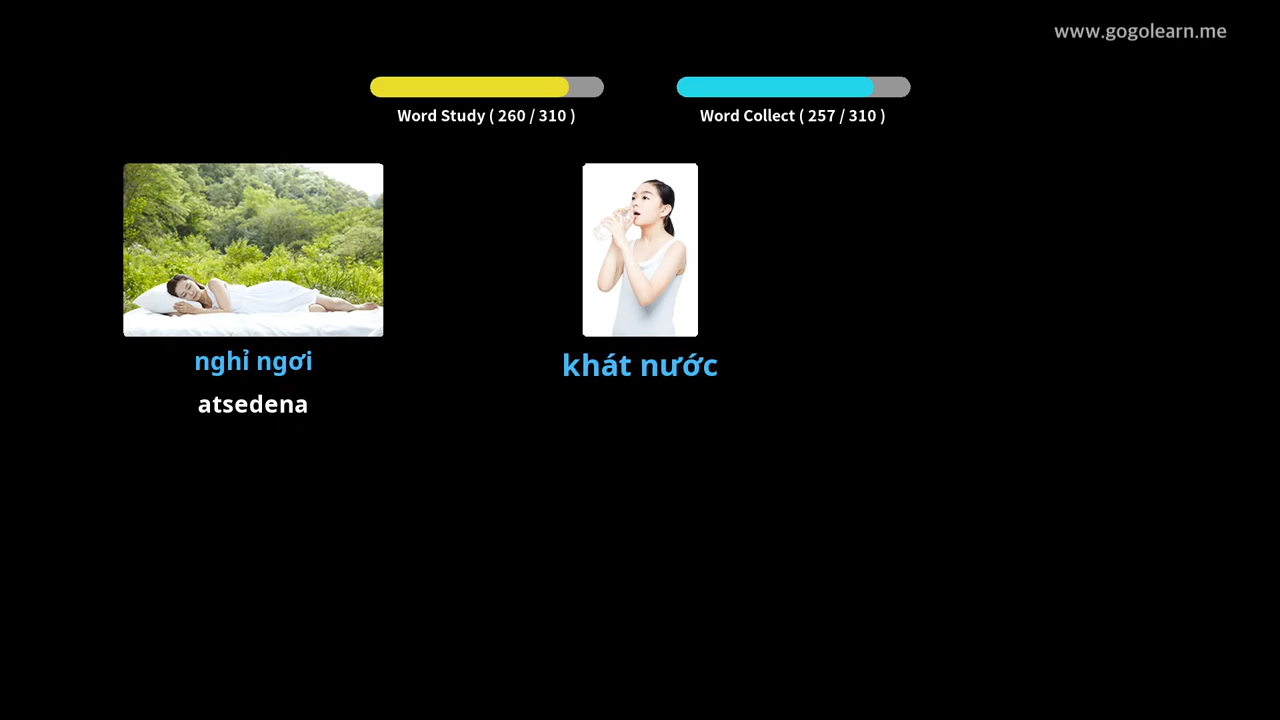 www.gogolearn.me
Word Study ( 260 / 310 )
Word Collect ( 257 / 310 )
nghỉ ngơi
atsedena
khát nước